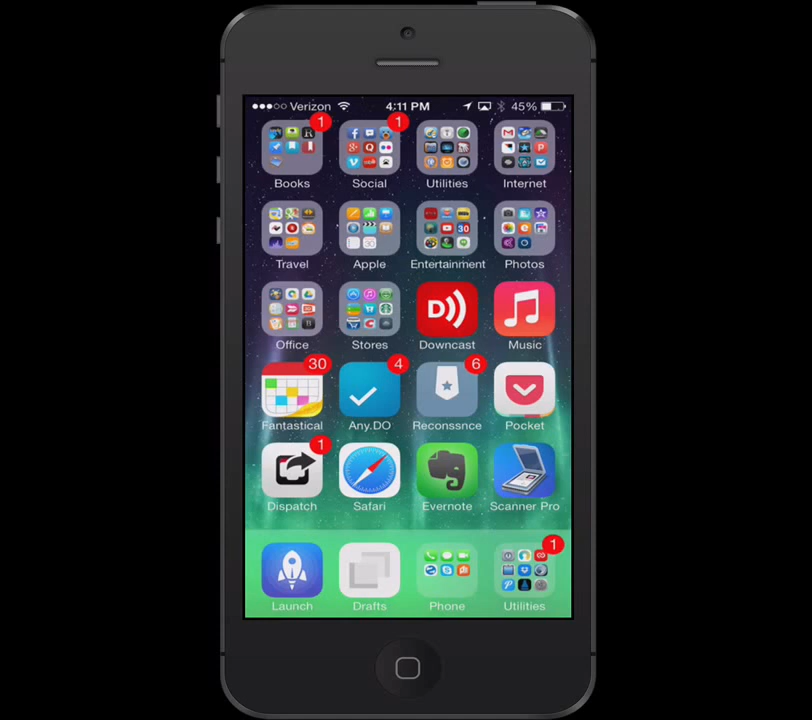 Verizon 4:11 PM 45%
1 1
Books Social Utilities Internet
30
Travel Apple Entertainment Photos
D
Office Stores Downcast Music
30 4 6
Fantastical Any.DO Reconssnce Pocket
1
Dispatch Safari Evernote Scanner Pro
1
Launch Drafts Phone Utilities